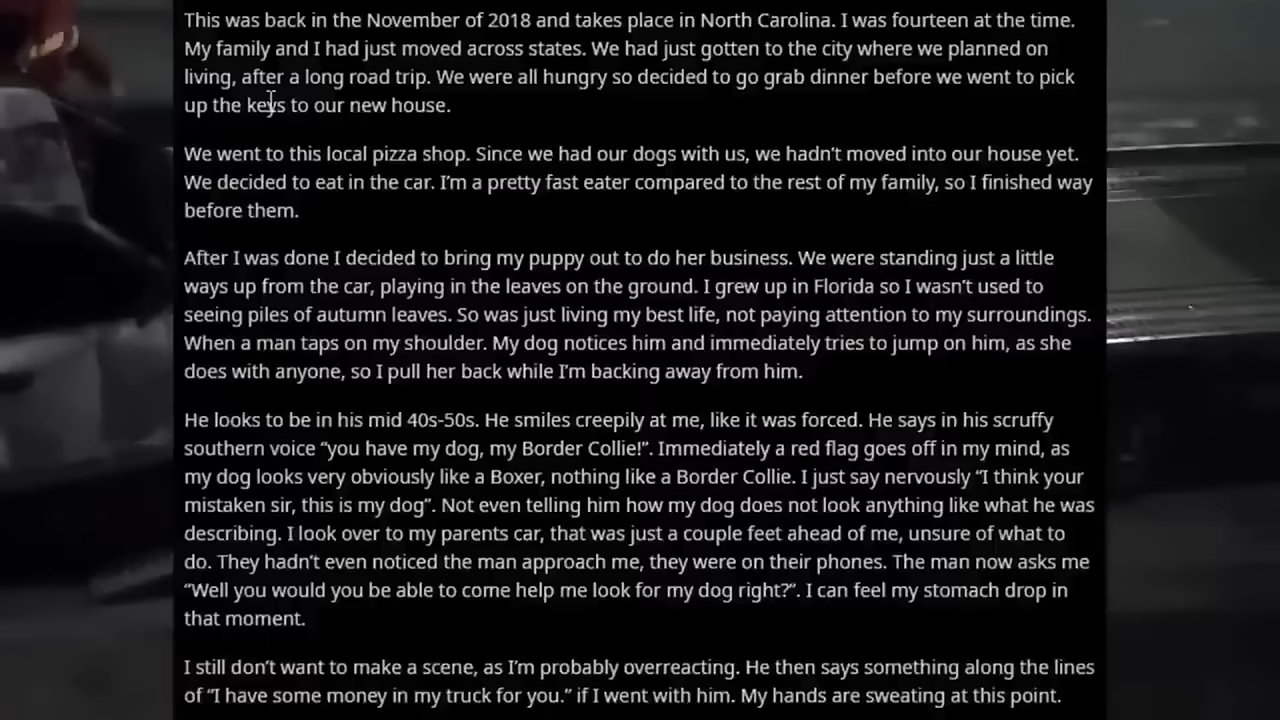 This was back in the November of 2018 and takes place in North Carolina. I was fourteen at the time.
My family and I had just moved across states. We had just gotten to the city where we planned on
living, after a long road trip. We were all hungry so decided to go grab dinner before we went to pick
up the keys to our new house.
We went to this local pizza shop. Since we had our dogs with us, we hadn't moved into our house yet.
We decided to eat in the car. I'm a pretty fast eater compared to the rest of my family, so I finished way
before them.
After I was done I decided to bring my puppy out to do her business. We were standing just a little
ways up from the car, playing in the leaves on the ground. I grew up in Florida so I wasn't used to
seeing piles of autumn leaves. So was just living my best life, not paying attention to my surroundings.
When a man taps on my shoulder. My dog notices him and immediately tries to jump on him, as she
does with anyone, so I pull her back while I'm backing away from him.
He looks to be in his mid 40s-50s. He smiles creepily at me, like it was forced. He says in his scruffy
southern voice “you have my dog, my Border Collie!”. Immediately a red flag goes off in my mind, as
my dog looks very obviously like a Boxer, nothing like a Border Collie. I just say nervously “I think your
mistaken sir, this is my dog”. Not even telling him how my dog does not look anything like what he was
describing. I look over to my parents car, that was just a couple feet ahead of me, unsure of what to
do. They hadn't even noticed the man approach me, they were on their phones. The man now asks me
“Well you would you be able to come help me look for my dog right?”. I can feel my stomach drop in
that moment.
I still don't want to make a scene, as I'm probably overreacting. He then says something along the lines
of “I have some money in my truck for you.” if I went with him. My hands are sweating at this point.